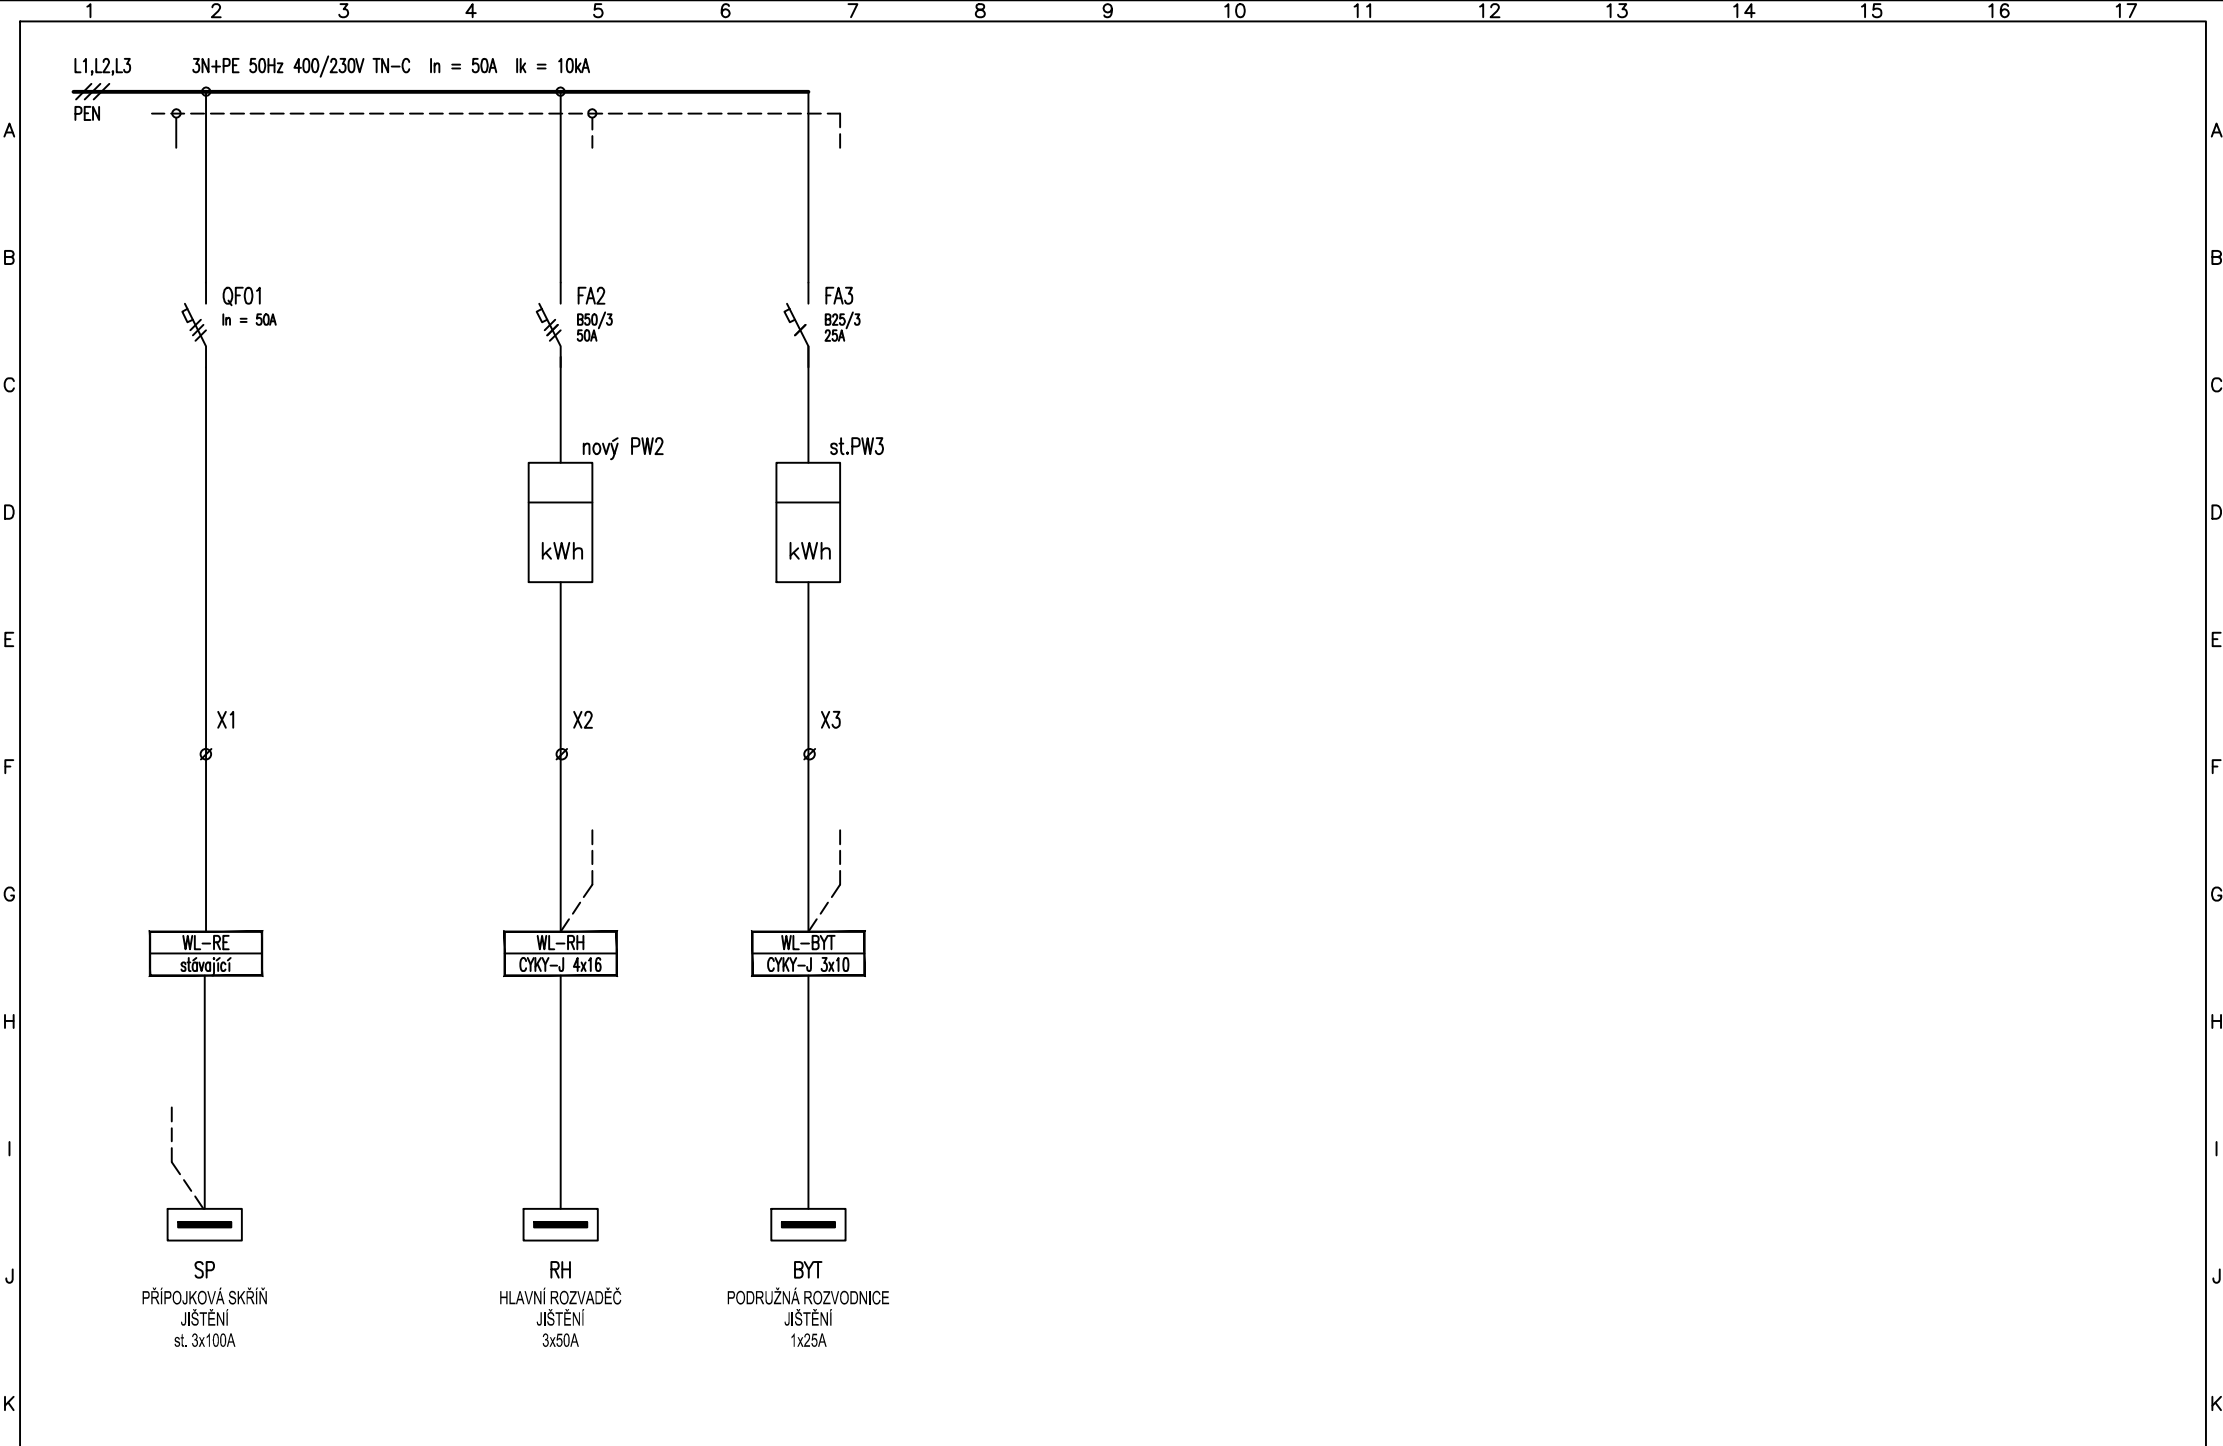 1 2 3 4 5 6 7 8 9 10 11 12 13 14 15 16 17
L1,L2,L3 3N+PE 50Hz 400/230V TN-C In = 50A Ik = 10kA
PEN
A A
B B
QF01 FA2 FA3
In = 50A B50/3 B25/3
50A 25A
C C
nový PW2 st.PW3
D D
kWh kWh
E E
X1 X2 X3
F F
G G
WL-RE WL-RH WL-BYT
stávající CYKY-J 4x16 CYKY-J 3x10
H H
I I
SP RH BYT
J J
PŘÍPOJKOVÁ SKŘÍŇ HLAVNÍ ROZVADĚČ PODRUŽNÁ ROZVODNICE
JIŠTĚNÍ JIŠTĚNÍ JIŠTĚNÍ
st. 3x100A 3x50A 1x25A
K K